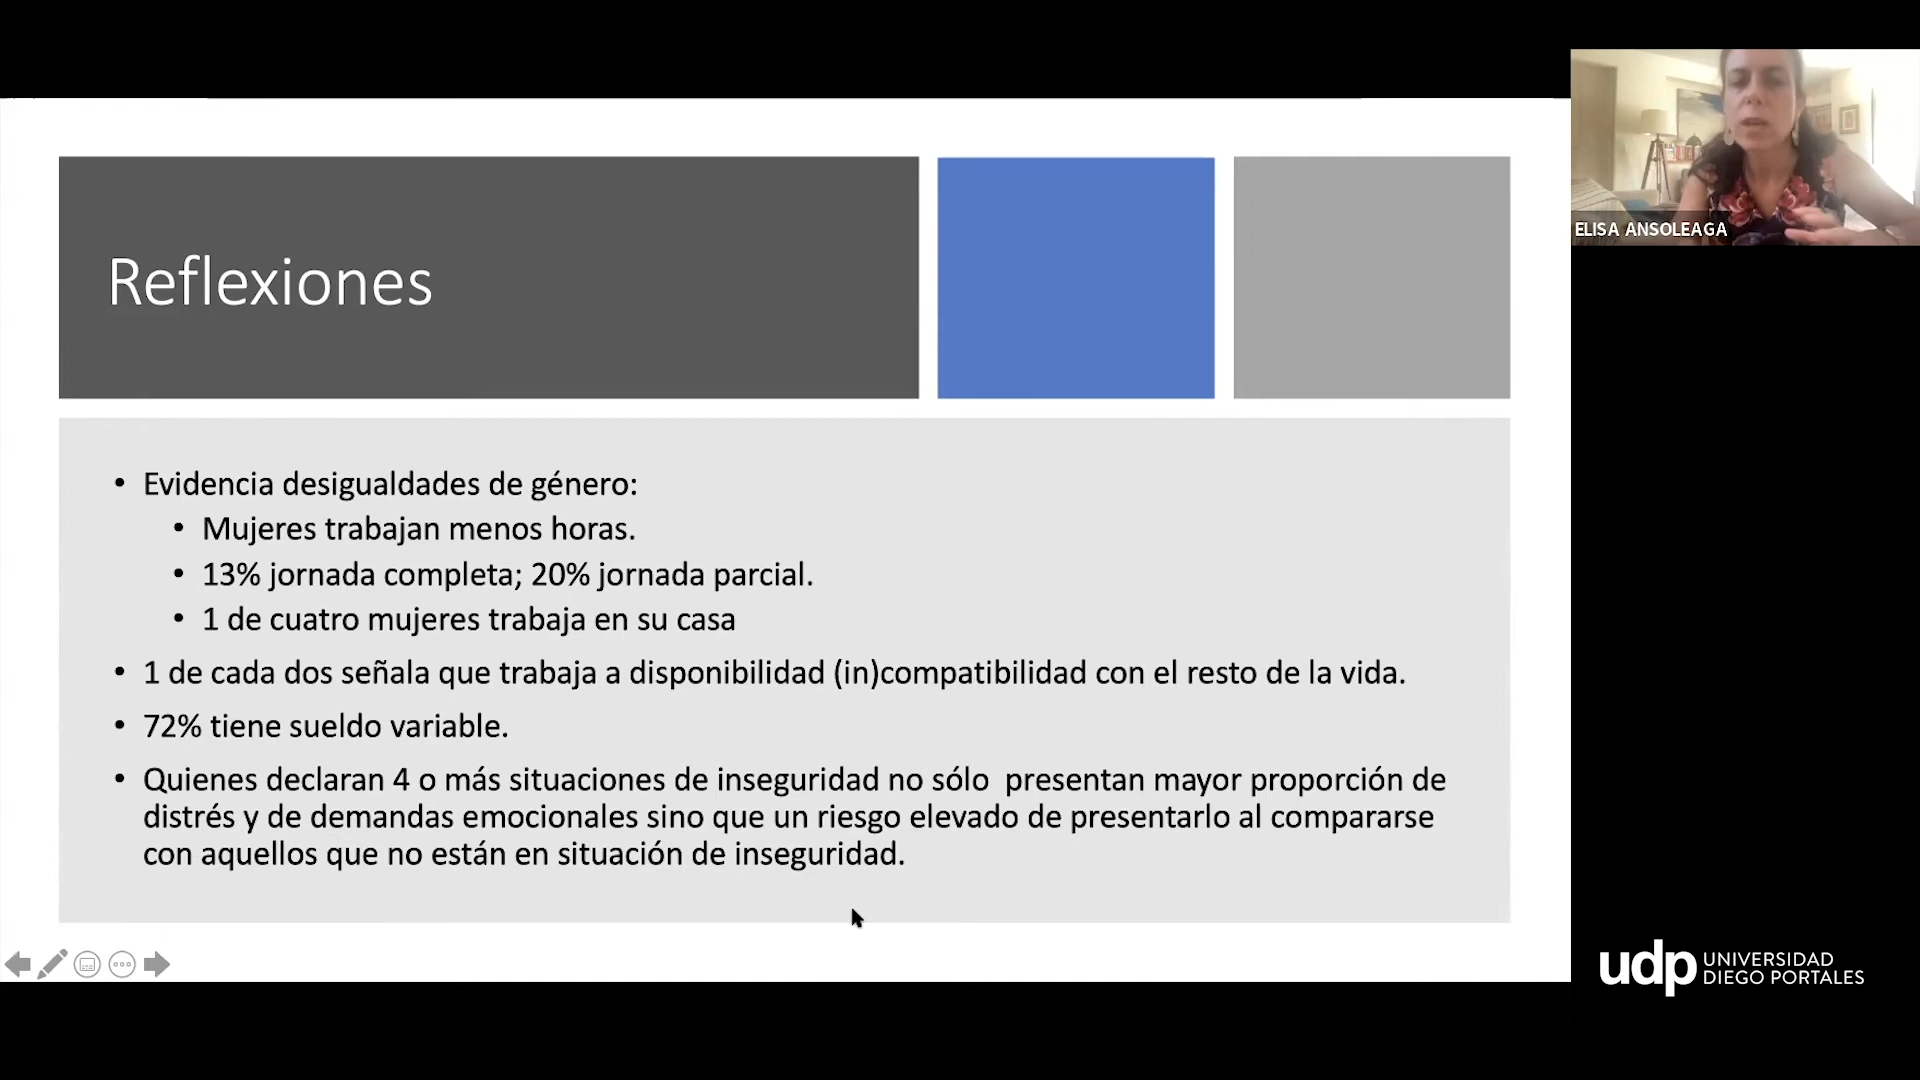 Reflexiones
• Evidencia desigualdades de género:
• Mujeres trabajan menos horas.
• 13% jornada completa; 20% jornada parcial.
• 1 de cuatro mujeres trabaja en su casa
• 1 de cada dos señala que trabaja a disponibilidad (in)compatibilidad con el resto de la vida.
• 72% tiene sueldo variable.
• Quienes declaran 4 o más situaciones de inseguridad no sólo presentan mayor proporción de
distrés y de demandas emocionales sino que un riesgo elevado de presentarlo al compararse
con aquellos que no están en situación de inseguridad.
ELISA ANSOLEAGA
udp UNIVERSIDAD
DIEGO PORTALES